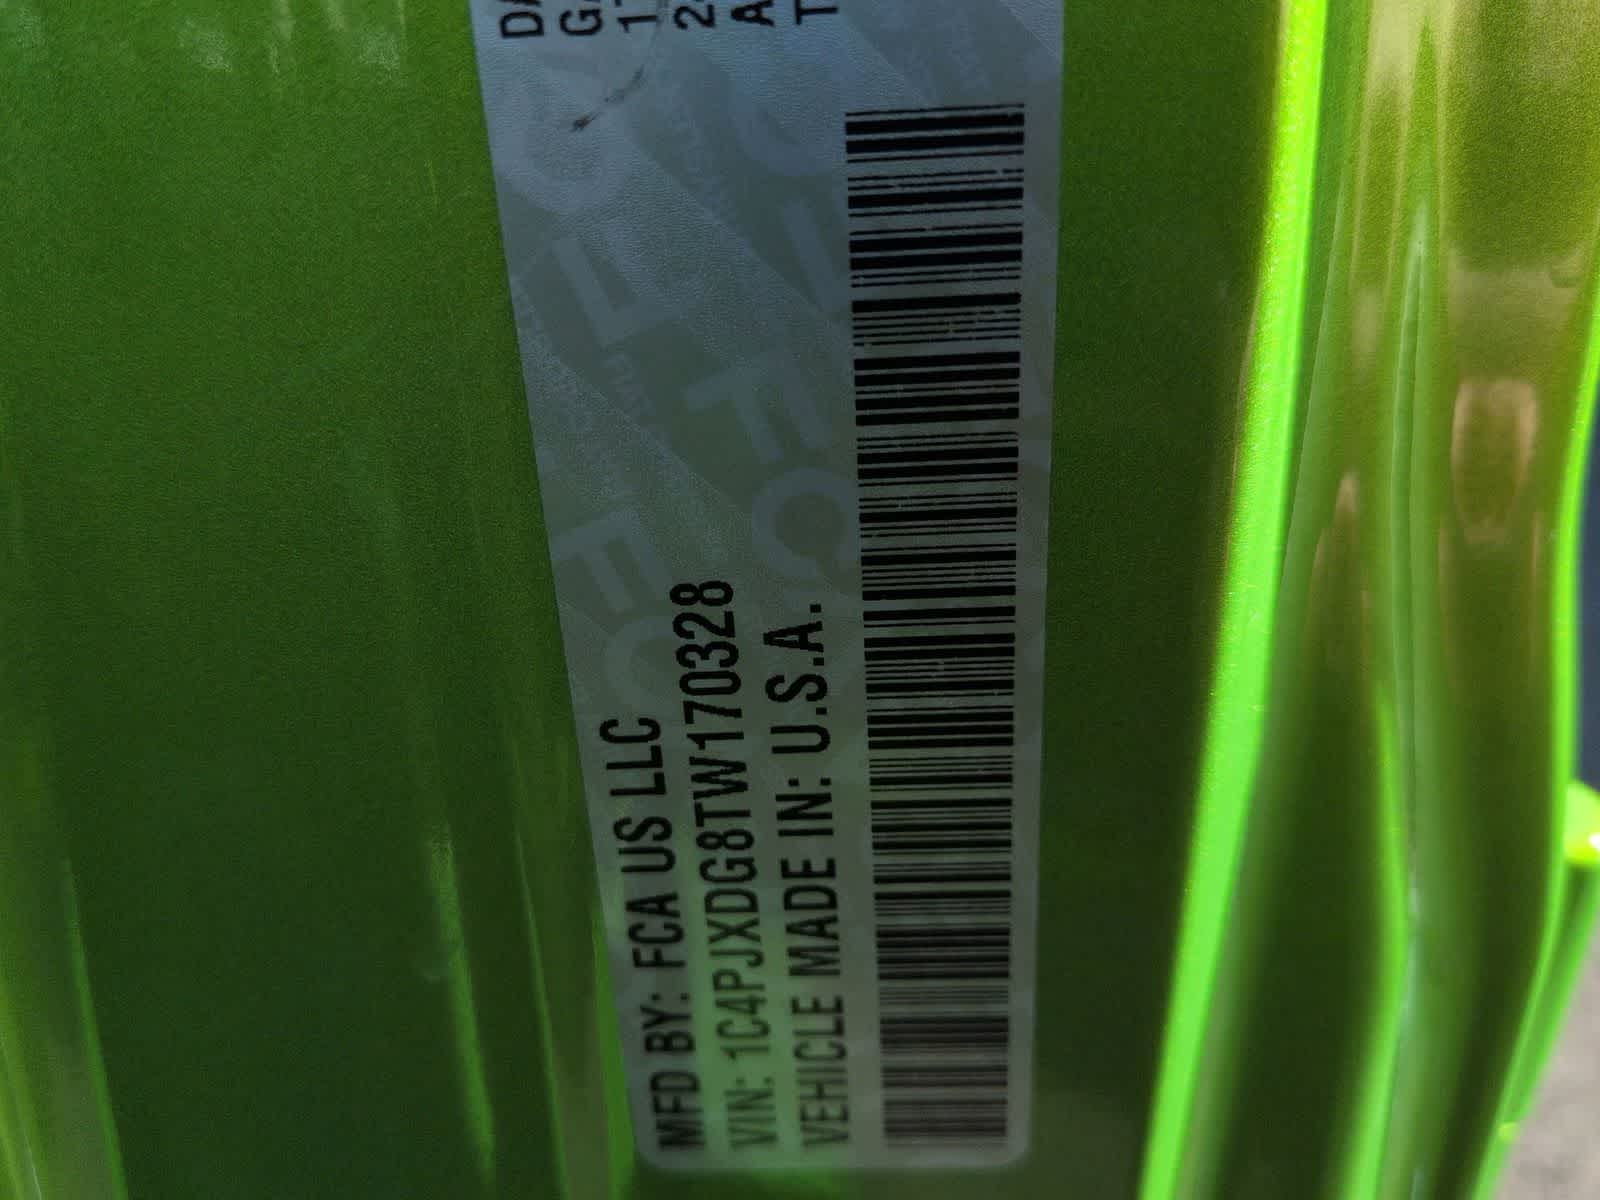 MFD BY: FCA US LLC
VIN: 1C4PJXDG8TW170328
VEHICLE MADE IN: U.S.A.